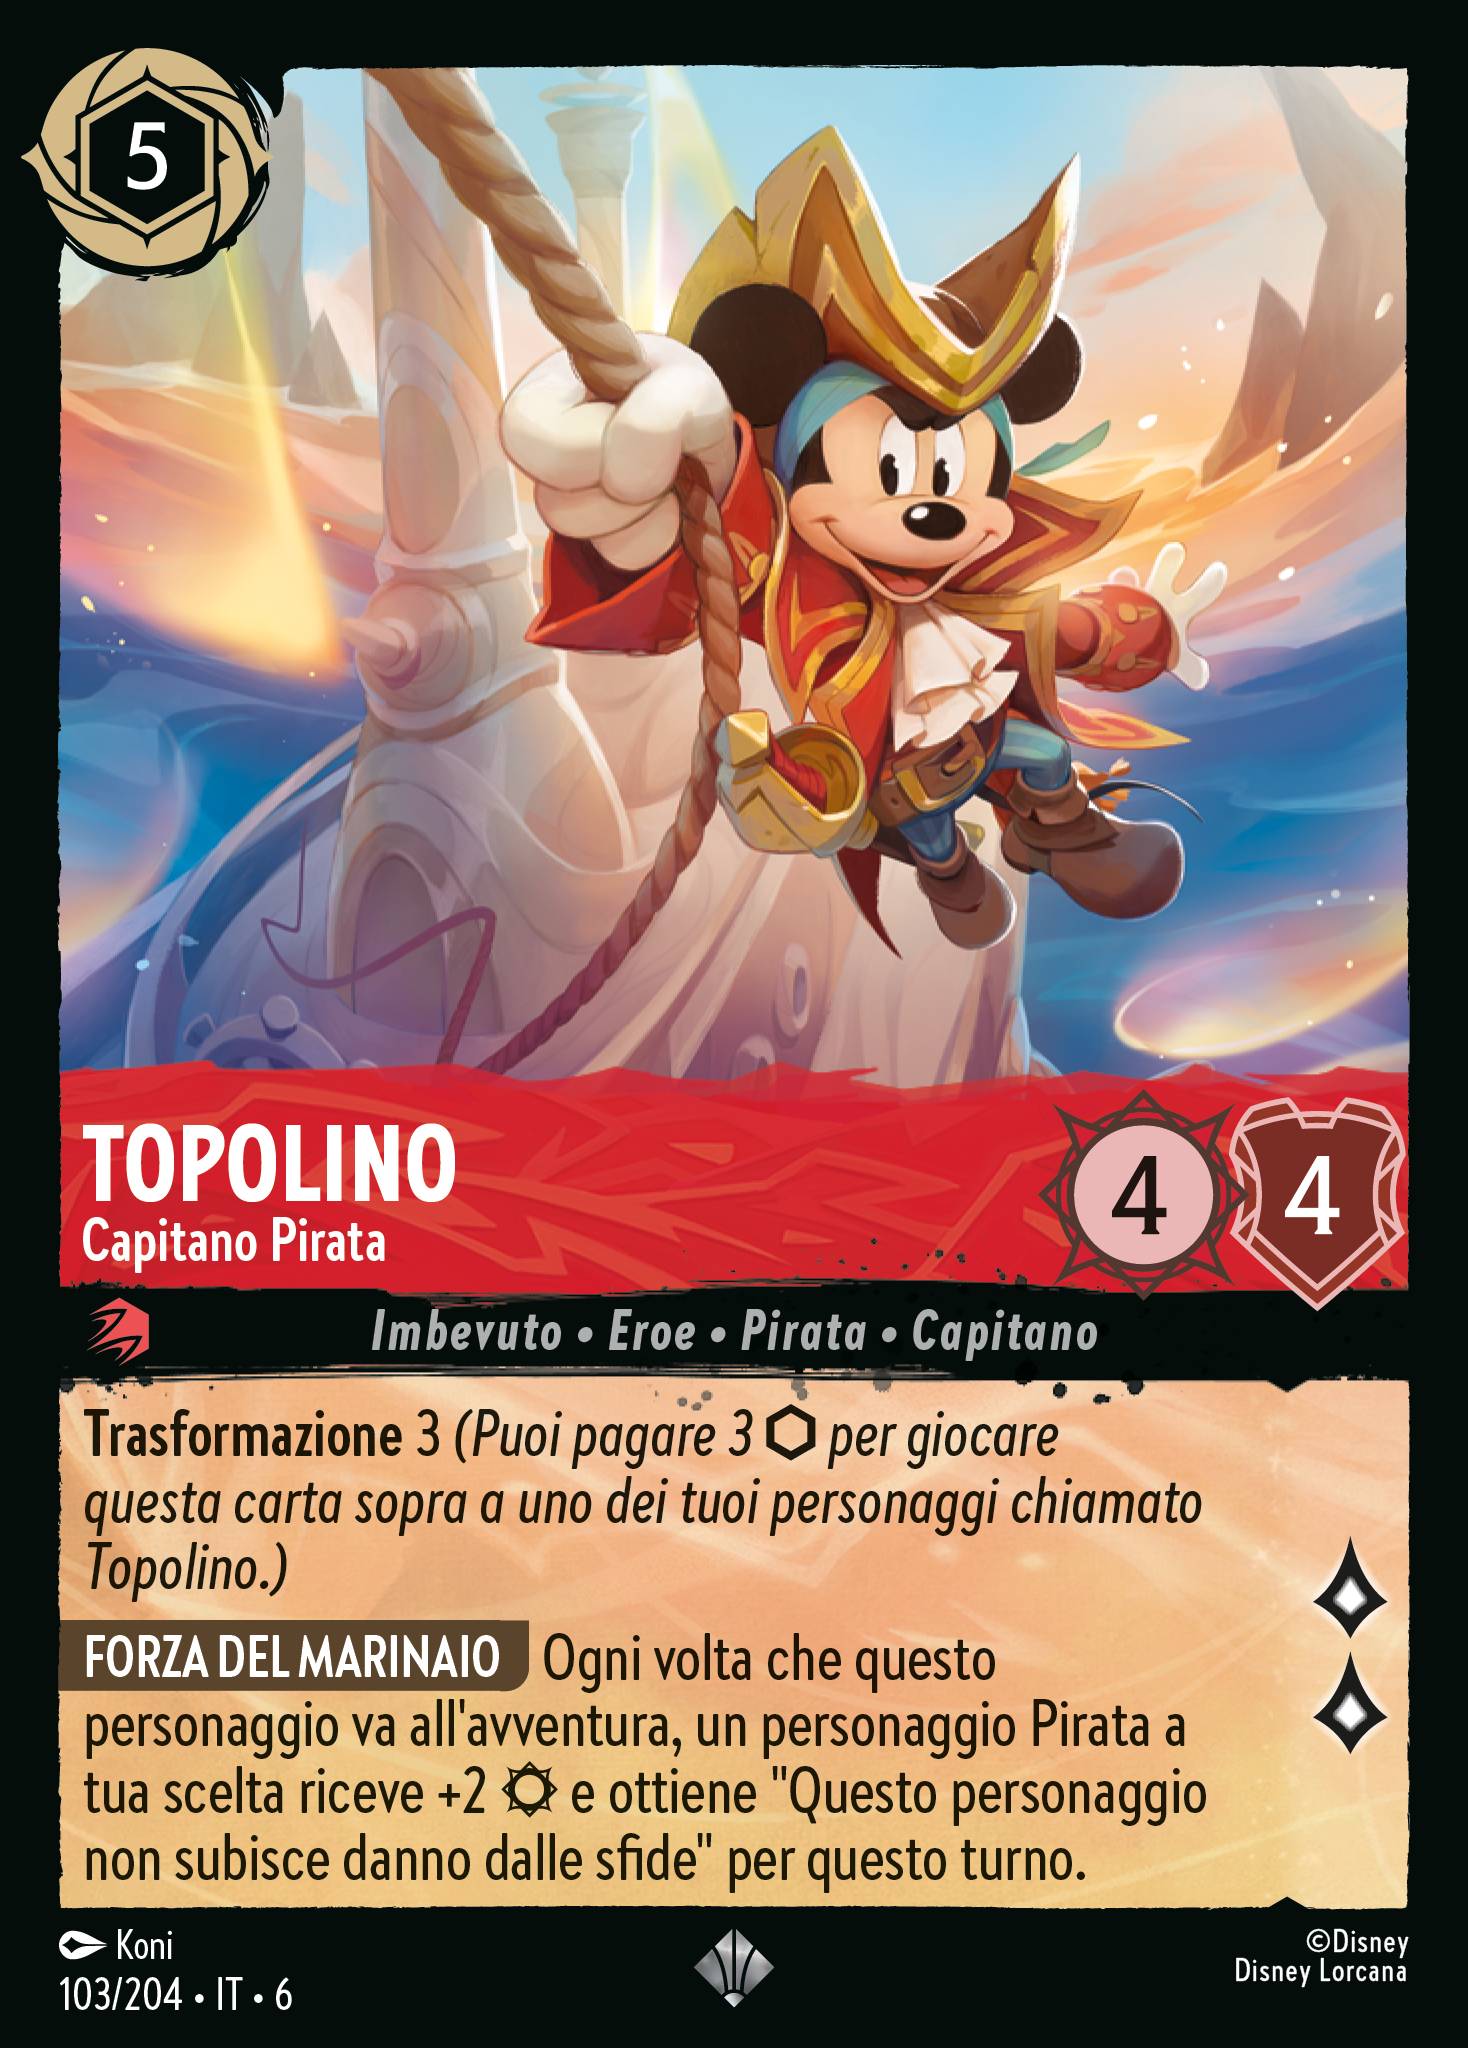 5
TOPOLINO
Capitano Pirata
4 4
Imbevuto • Eroe • Pirata • Capitano
Trasformazione 3 (Puoi pagare 3 ⬡ per giocare
questa carta sopra a uno dei tuoi personaggi chiamato
Topolino.)
FORZA DEL MARINAIO Ogni volta che questo
personaggio va all'avventura, un personaggio Pirata a
tua scelta riceve +2 ¤ e ottiene "Questo personaggio
non subisce danno dalle sfide" per questo turno.
Koni
103/204 • IT • 6
©Disney
Disney Lorcana